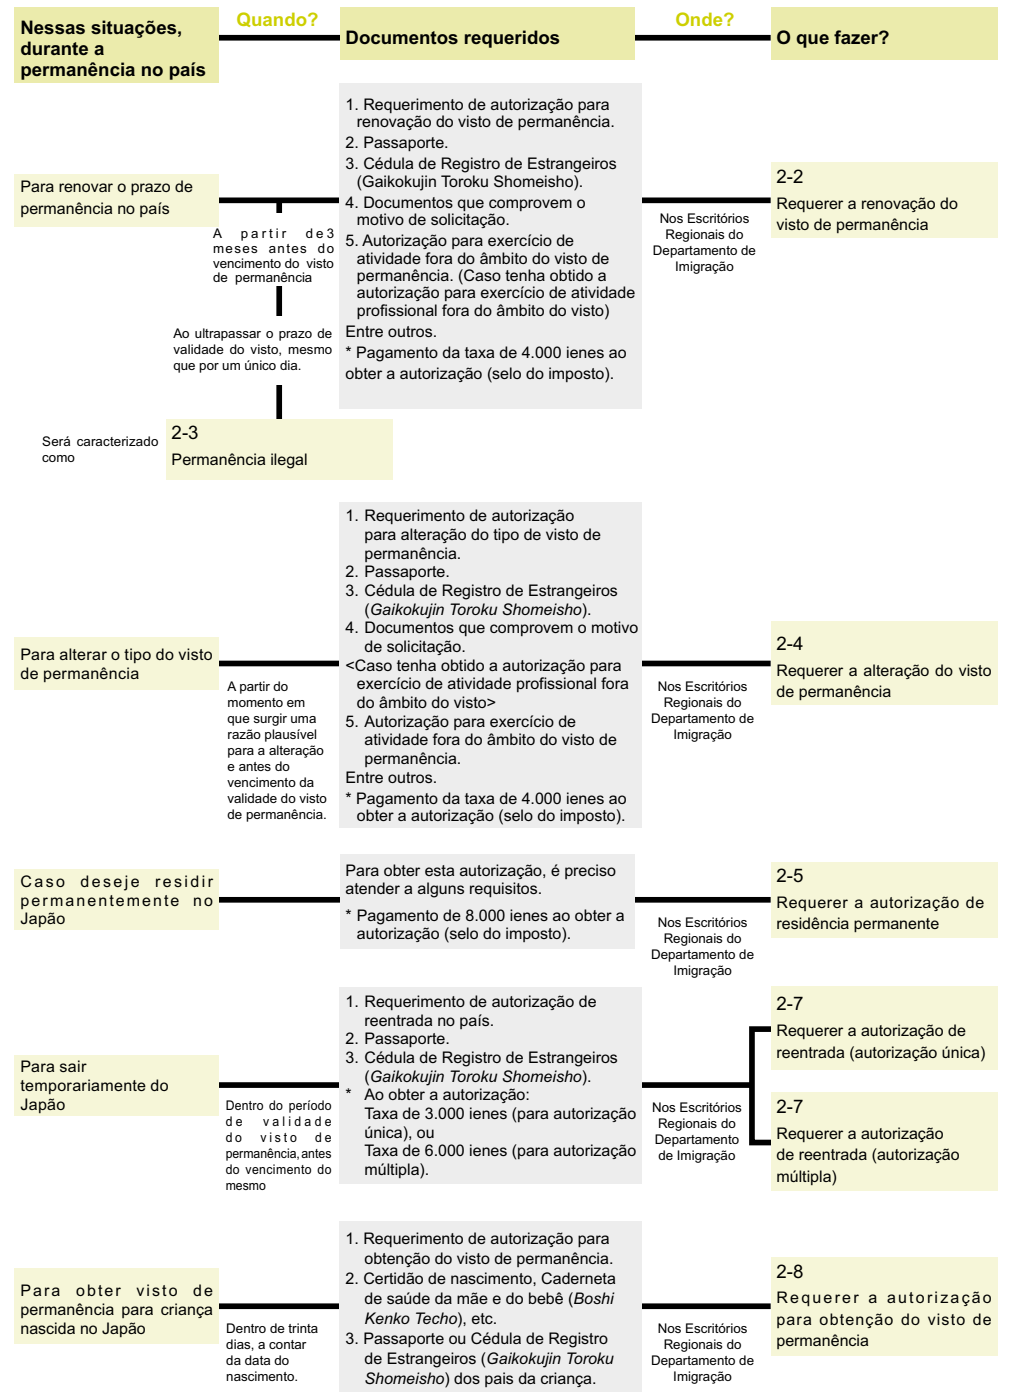 Nessas situações,
durante a
permanência no país
Quando?
Documentos requeridos
Onde?
O que fazer?
Para renovar o prazo de
permanência no país
A partir de3
meses antes do
vencimento do visto
de permanência
1. Requerimento de autorização para
renovação do visto de permanência.
2. Passaporte.
3. Cédula de Registro de Estrangeiros
(Gaikokujin Toroku Shomeisho).
4. Documentos que comprovem o
motivo de solicitação.
5. Autorização para exercício de
atividade fora do âmbito do visto de
permanência. (Caso tenha obtido a
autorização para exercício de atividade
profissional fora do âmbito do visto)
Entre outros.
* Pagamento da taxa de 4.000 ienes ao
obter a autorização (selo do imposto).
Nos Escritórios
Regionais do
Departamento de
Imigração
2-2
Requerer a renovação do
visto de permanência
Ao ultrapassar o prazo de
validade do visto, mesmo
que por um único dia.
Será caracterizado
como
2-3
Permanência ilegal
Para alterar o tipo do visto
de permanência
A partir do
momento em
que surgir uma
razão plausível
para a alteração
e antes do
vencimento da
validade do visto
de permanência.
1. Requerimento de autorização
para alteração do tipo de visto de
permanência.
2. Passaporte.
3. Cédula de Registro de Estrangeiros
(Gaikokujin Toroku Shomeisho).
4. Documentos que comprovem o motivo
de solicitação.
<Caso tenha obtido a autorização para
exercício de atividade profissional fora
do âmbito do visto>
5. Autorização para exercício de
atividade fora do âmbito do visto de
permanência.
Entre outros.
* Pagamento da taxa de 4.000 ienes ao
obter a autorização (selo do imposto).
Nos Escritórios
Regionais do
Departamento de
Imigração
2-4
Requerer a alteração do visto
de permanência
Caso deseje residir
permanentemente no
Japão
Para obter esta autorização, é preciso
atender a alguns requisitos.
* Pagamento de 8.000 ienes ao obter a
autorização (selo do imposto).
Nos Escritórios
Regionais do
Departamento de
Imigração
2-5
Requerer a autorização de
residência permanente
Para sair
temporariamente do
Japão
Dentro do período
de validade
do visto de
permanência, antes
do vencimento do
mesmo
1. Requerimento de autorização de
reentrada no país.
2. Passaporte.
3. Cédula de Registro de Estrangeiros
(Gaikokujin Toroku Shomeisho).
* Ao obter a autorização:
Taxa de 3.000 ienes (para autorização
única), ou
Taxa de 6.000 ienes (para autorização
múltipla).
Nos Escritórios
Regionais do
Departamento
de Imigração
2-7
Requerer a autorização de
reentrada (autorização única)
2-7
Requerer a autorização
de reentrada (autorização
múltipla)
Para obter visto de
permanência para criança
nascida no Japão
Dentro de trinta
dias, a contar
da data do
nascimento.
1. Requerimento de autorização para
obtenção do visto de permanência.
2. Certidão de nascimento, Caderneta
de saúde da mãe e do bebê (Boshi
Kenko Techo), etc.
3. Passaporte ou Cédula de Registro
de Estrangeiros (Gaikokujin Toroku
Shomeisho) dos pais da criança.
Nos Escritórios
Regionais do
Departamento de
Imigração
2-8
Requerer a autorização
para obtenção do visto de
permanência